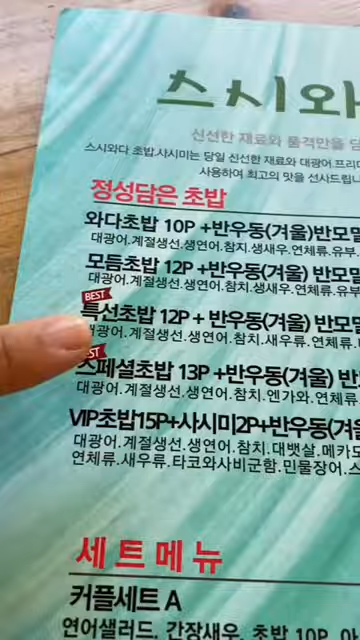 스시와
신선한 재료와 품격만을
스시와다 초밥.사시미는 당일 신선한 재료와 대광어.프리미
사용하여 최고의 맛을 선사드립니
정성담은 초밥
와다초밥 10P +반우동(겨울)반모밀
대광어.계절생선.생연어.참치.생새우.연체류.유부.
모듬초밥 12P +반우동(겨울) 반모밀
대광어.계절생선.생연어.참치.생새우.연체류.유부
BEST
특선초밥 12P + 반우동(겨울) 반모
대광어.계절생선.생연어.참치.새우류.연체류.
BEST
스페셜초밥 13P +반우동(겨울) 반
대광어.계절생선.생연어.참치.엔가와.연체류.
VIP초밥15P+사시미2P+반우동(겨울
대광어.계절생선.생연어.참치.대뱃살.메카도
연체류.새우류.타코와사비군함.민물장어.스
세트메뉴
커플세트 A
연어샐러드. 간장새우. 초밥 10P.